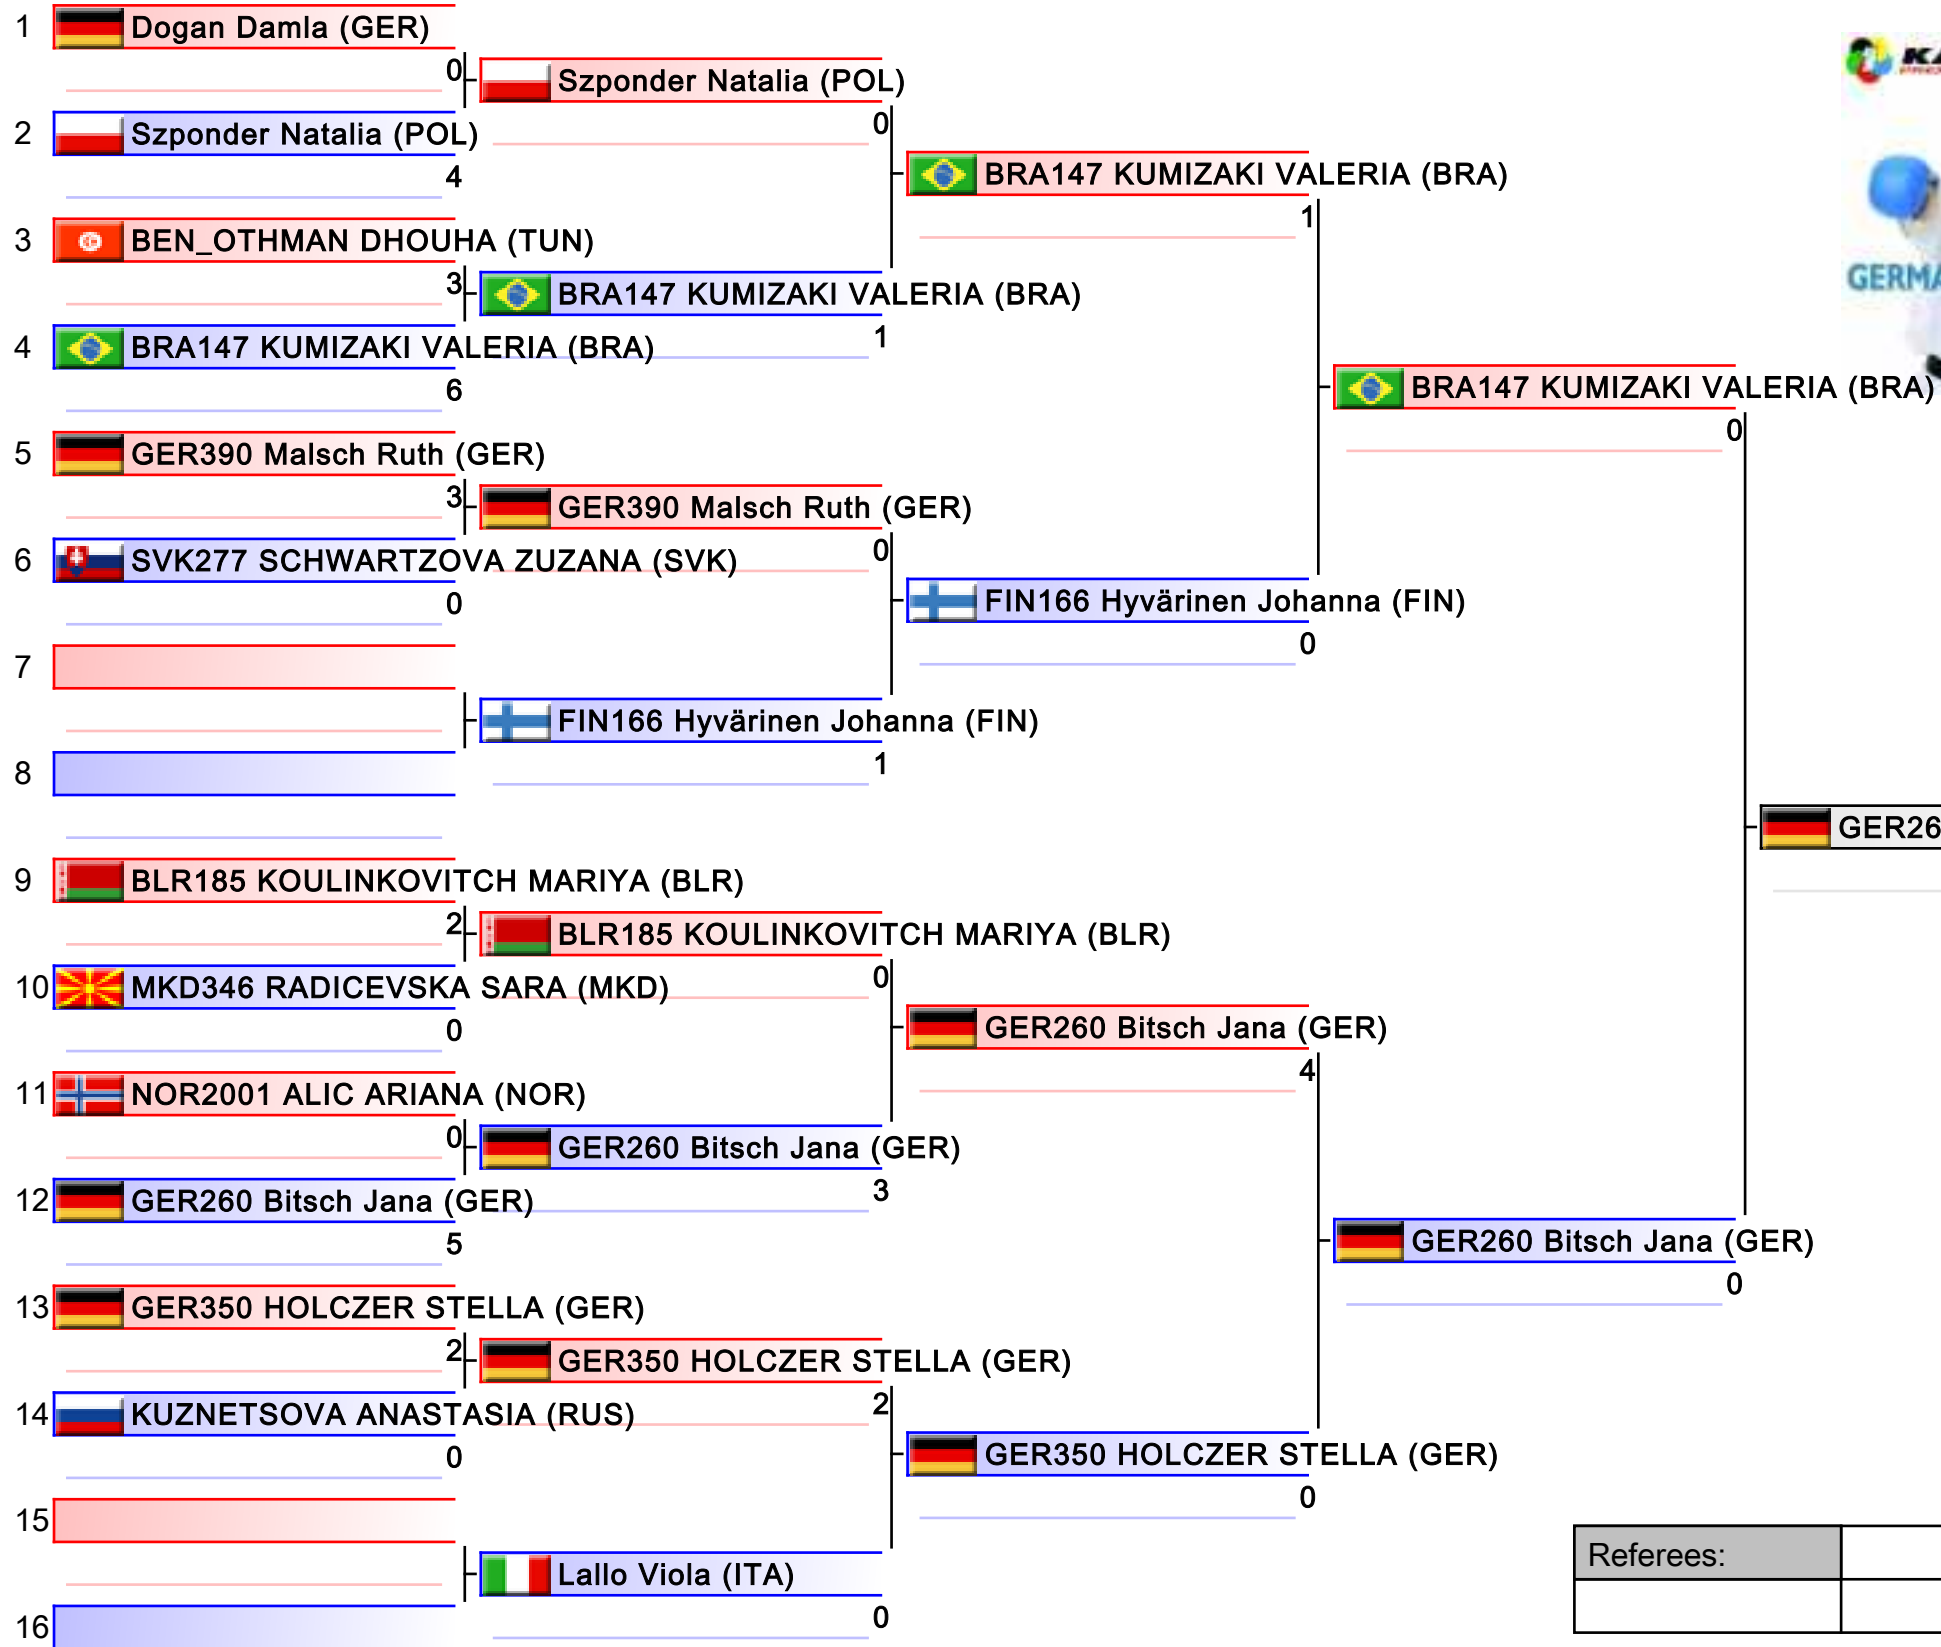 1 Dogan Damla (GER)
0 Szponder Natalia (POL)
2 Szponder Natalia (POL)
0
4
BRA147 KUMIZAKI VALERIA (BRA)
1
3 BEN_OTHMAN DHOUHA (TUN)
3 BRA147 KUMIZAKI VALERIA (BRA)
GERMA
1
4 BRA147 KUMIZAKI VALERIA (BRA)
6
BRA147 KUMIZAKI VALERIA (BRA)
0
5 GER390 Malsch Ruth (GER)
3 GER390 Malsch Ruth (GER)
0
6 SVK277 SCHWARTZOVA ZUZANA (SVK)
0
FIN166 Hyvärinen Johanna (FIN)
0
7
FIN166 Hyvärinen Johanna (FIN)
1
8
GER26
9 BLR185 KOULINKOVITCH MARIYA (BLR)
2 BLR185 KOULINKOVITCH MARIYA (BLR)
0
10 MKD346 RADICEVSKA SARA (MKD)
0
GER260 Bitsch Jana (GER)
4
11 NOR2001 ALIC ARIANA (NOR)
0 GER260 Bitsch Jana (GER)
3
12 GER260 Bitsch Jana (GER)
5
GER260 Bitsch Jana (GER)
0
13 GER350 HOLCZER STELLA (GER)
2 GER350 HOLCZER STELLA (GER)
2
14 KUZNETSOVA ANASTASIA (RUS)
0
GER350 HOLCZER STELLA (GER)
0
15
Referees:
Lallo Viola (ITA)
0
16